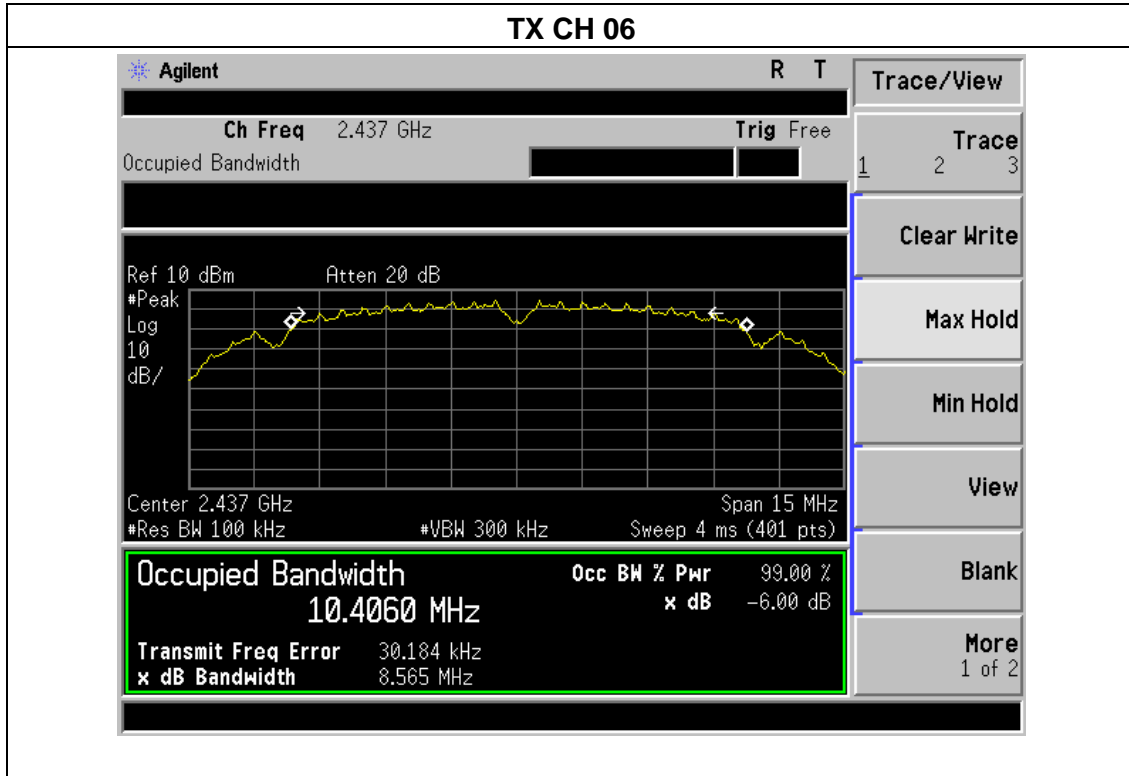 TX CH 06
Agilent R T
Trace/View
Ch Freq 2.437 GHz Trig Free
Occupied Bandwidth
Trace
1 2 3
Clear Write
Max Hold
Min Hold
View
Blank
More
1 of 2
Ref 10 dBm Atten 20 dB
#Peak
Log
10
dB/
Center 2.437 GHz Span 15 MHz
#Res BW 100 kHz #VBW 300 kHz Sweep 4 ms (401 pts)
Occupied Bandwidth Occ BW % Pwr 99.00 %
10.4060 MHz x dB -6.00 dB
Transmit Freq Error 30.184 kHz
x dB Bandwidth 8.565 MHz